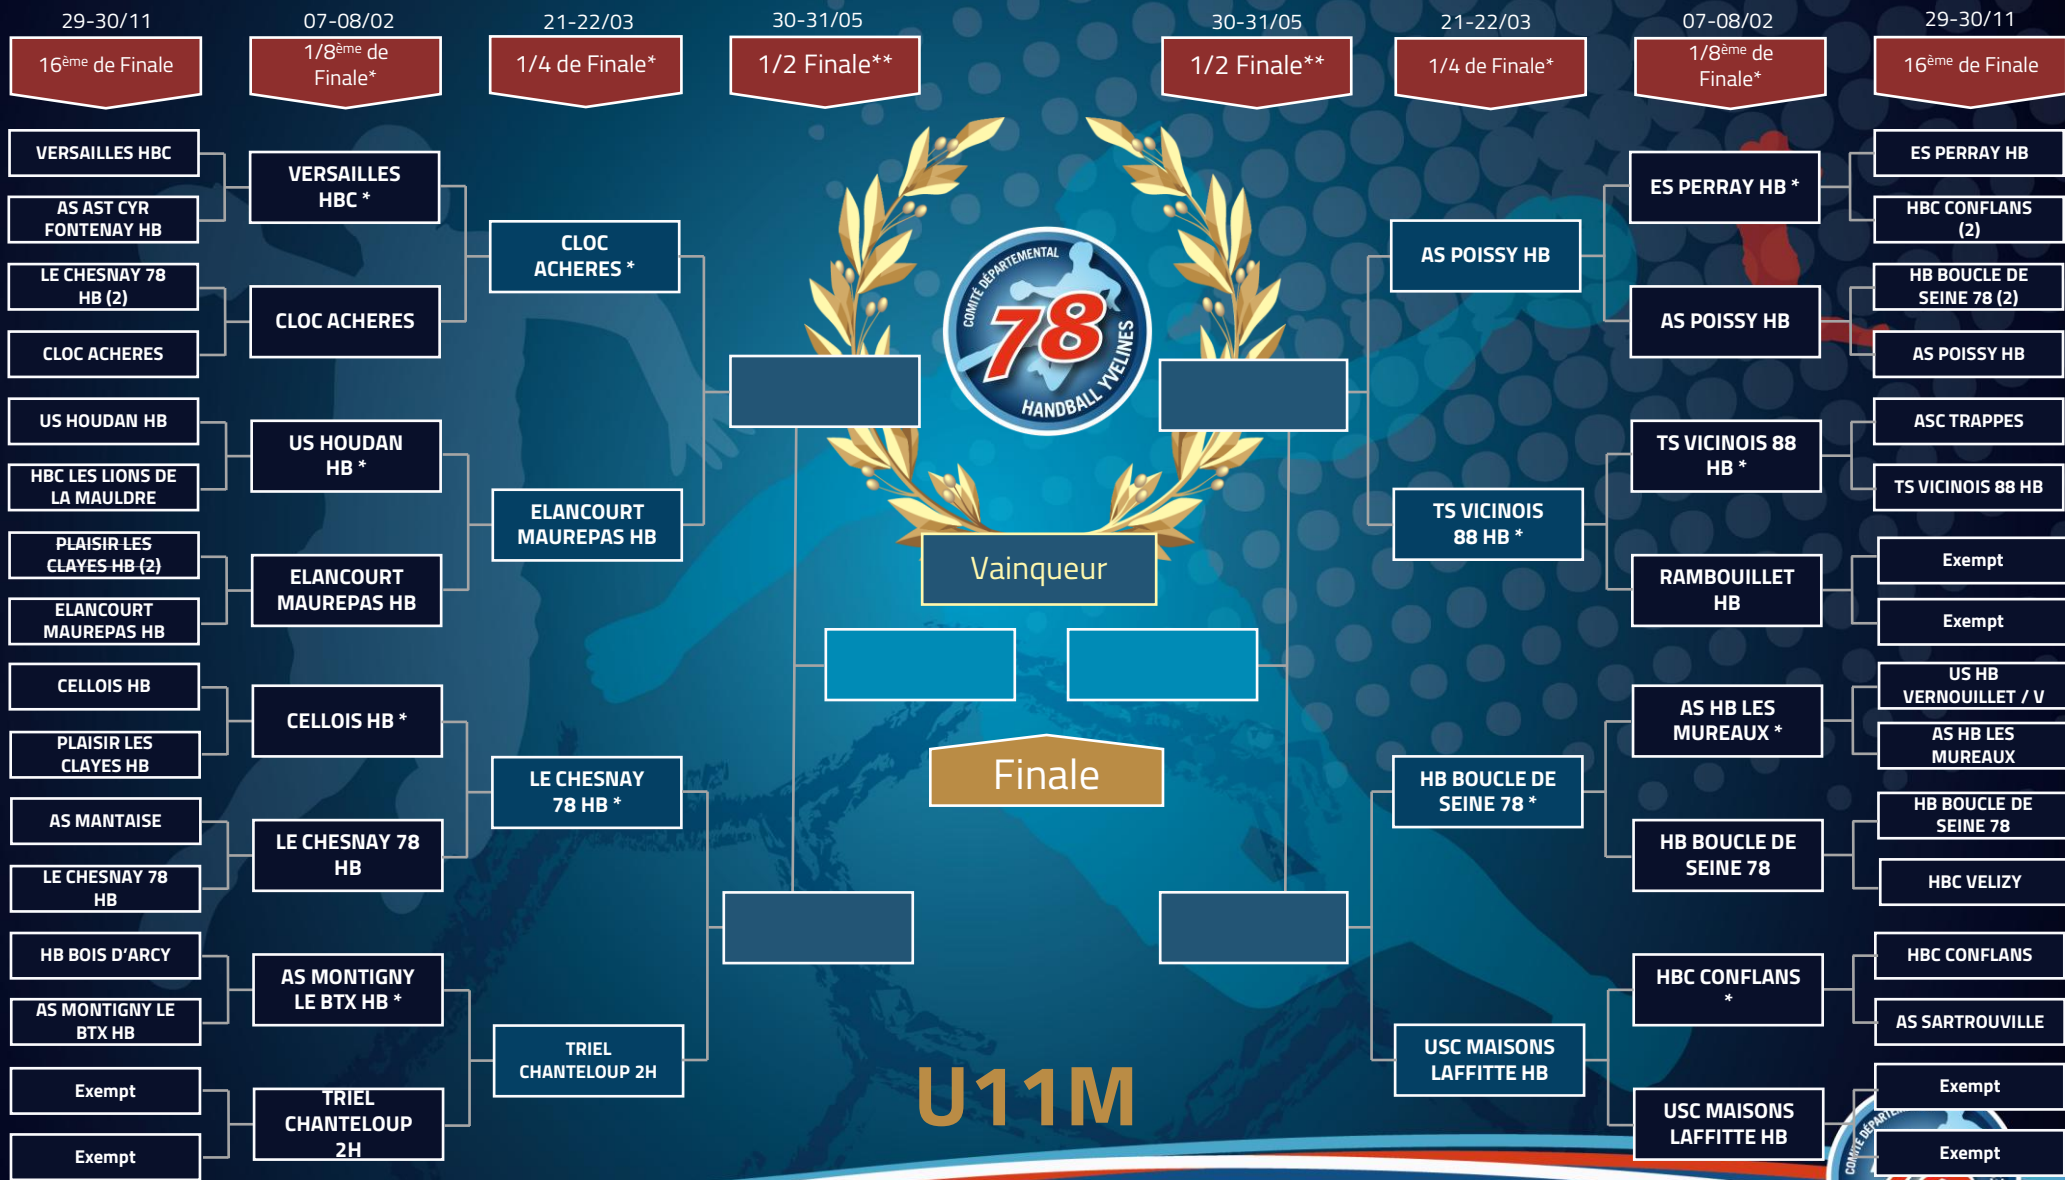 29-30/11
07-08/02
21-22/03
30-31/05
30-31/05
21-22/03
07-08/02
29-30/11
16ème de Finale
1/8ème de
Finale*
1/4 de Finale*
1/2 Finale**
1/2 Finale**
1/4 de Finale*
1/8ème de
Finale*
16ème de Finale
VERSAILLES HBC
AS AST CYR
FONTENAY HB
LE CHESNAY 78
HB (2)
CLOC ACHERES
US HOUDAN HB
HBC LES LIONS DE
LA MAULDRE
PLAISIR LES
CLAYES HB (2)
ELANCOURT
MAUREPAS HB
CELLOIS HB
PLAISIR LES
CLAYES HB
AS MANTAISE
LE CHESNAY 78
HB
HB BOIS D'ARCY
AS MONTIGNY LE
BTX HB
Exempt
Exempt
VERSAILLES
HBC *
CLOC ACHERES
US HOUDAN
HB *
ELANCOURT
MAUREPAS HB
CELLOIS HB *
LE CHESNAY 78
HB
AS MONTIGNY
LE BTX HB *
TRIEL
CHANTELOUP
2H
CLOC
ACHERES *
ELANCOURT
MAUREPAS HB
LE CHESNAY
78 HB *
TRIEL
CHANTELOUP 2H
COMITÉ DÉPARTEMENTAL
78
HANDBALL YVELINES
Vainqueur
Finale
U11M
AS POISSY HB
TS VICINOIS
88 HB *
HB BOUCLE DE
SEINE 78 *
USC MAISONS
LAFFITTE HB
ES PERRAY HB *
AS POISSY HB
TS VICINOIS 88
HB *
RAMBOUILLET
HB
AS HB LES
MUREAUX *
HB BOUCLE DE
SEINE 78
HBC CONFLANS
*
USC MAISONS
LAFFITTE HB
ES PERRAY HB
HBC CONFLANS
(2)
HB BOUCLE DE
SEINE 78 (2)
AS POISSY HB
ASC TRAPPES
TS VICINOIS 88 HB
Exempt
Exempt
US HB
VERNOUILLET / V
AS HB LES
MUREAUX
HB BOUCLE DE
SEINE 78
HBC VELIZY
HBC CONFLANS
AS SARTROUVILLE
Exempt
Exempt